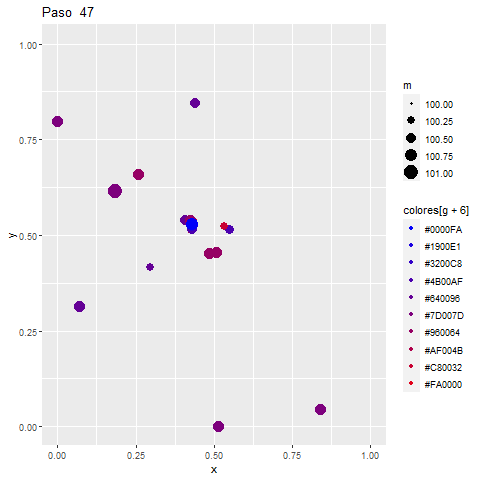 Paso 47
1.00
0.75
0.50
0.25
0.00
y
0.00 0.25 0.50 0.75 1.00
x
m
100.00
100.25
100.50
100.75
101.00
colores[g + 6]
#0000FA
#1900E1
#3200C8
#4B00AF
#640096
#7D007D
#960064
#AF004B
#C80032
#FA0000